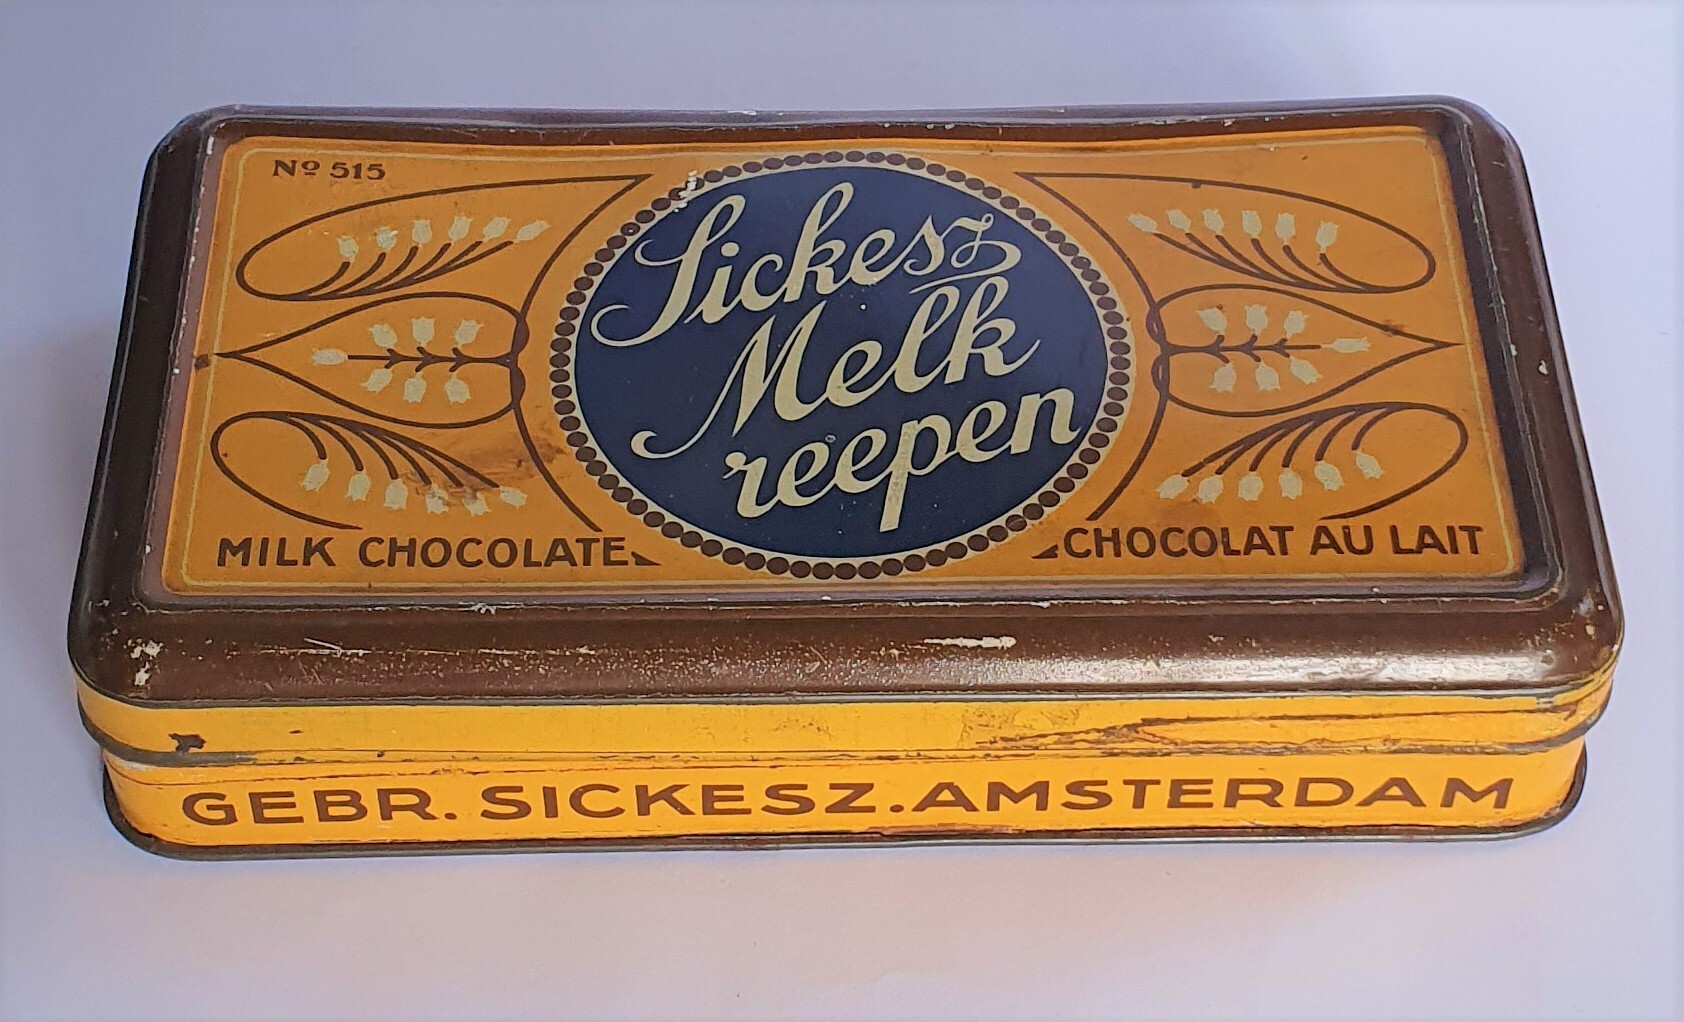 Nº 515
Sickesz
Melk
reepen
MILK CHOCOLATE
CHOCOLAT AU LAIT
GEBR. SICKESZ. AMSTERDAM